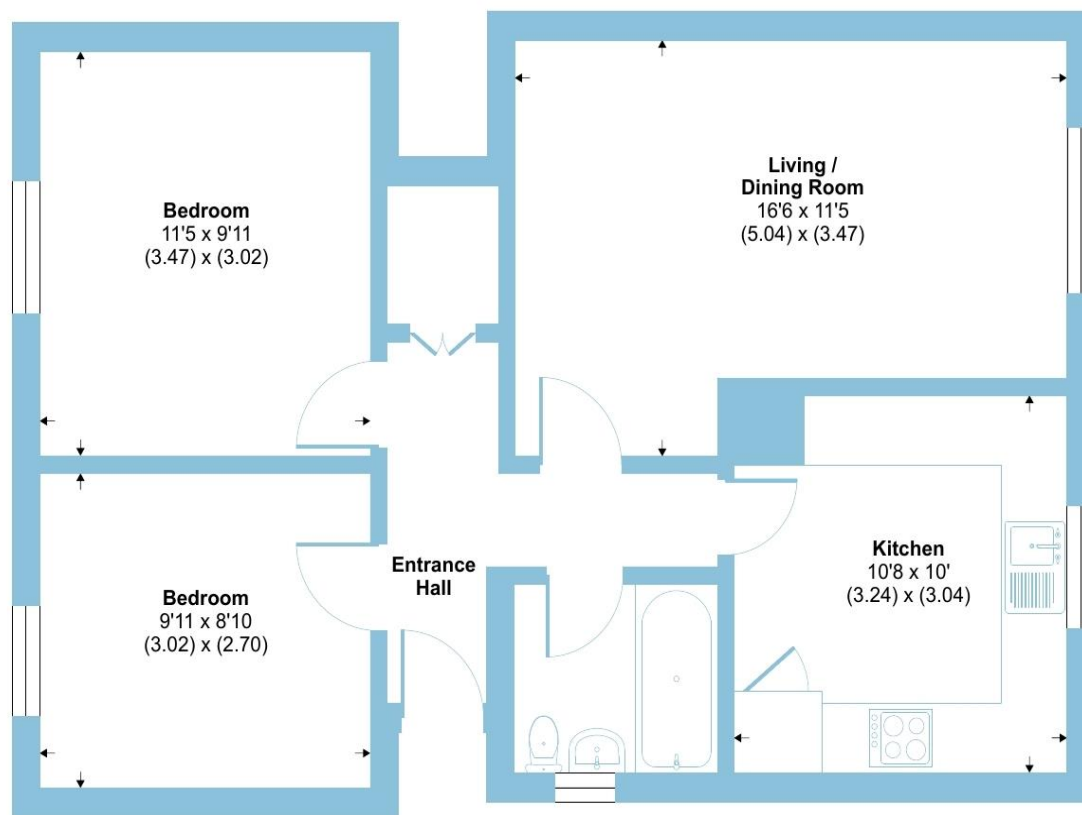 Bedroom
11'5 x 9'11
(3.47) x (3.02)
Living /
Dining Room
16'6 x 11'5
(5.04) x (3.47)
Entrance
Hall
Bedroom
9'11 x 8'10
(3.02) x (2.70)
Kitchen
10'8 x 10'
(3.24) x (3.04)